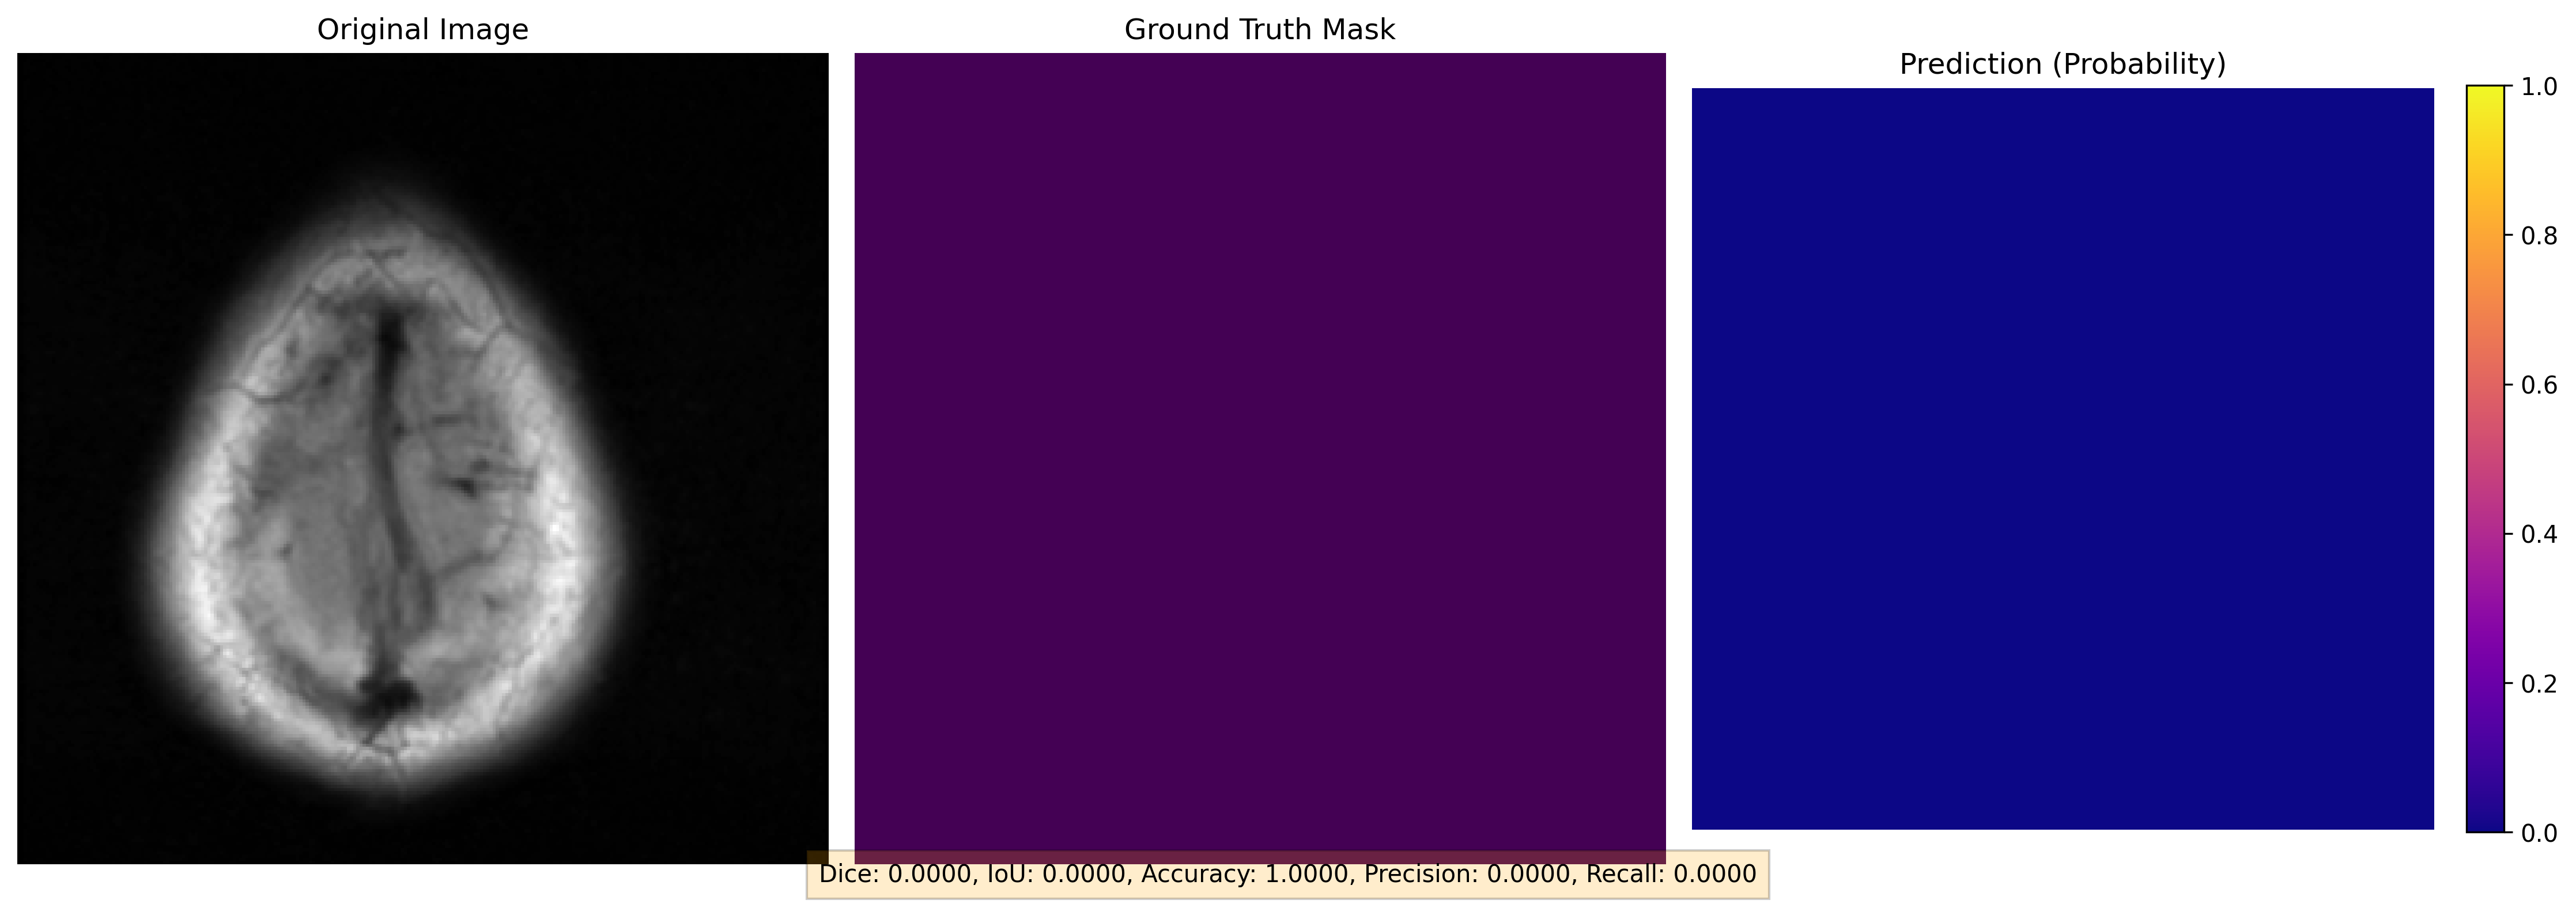 Original Image
Ground Truth Mask
Prediction (Probability)
1.0
0.8
0.6
0.4
0.2
0.0
Dice: 0.0000, IoU: 0.0000, Accuracy: 1.0000, Precision: 0.0000, Recall: 0.0000